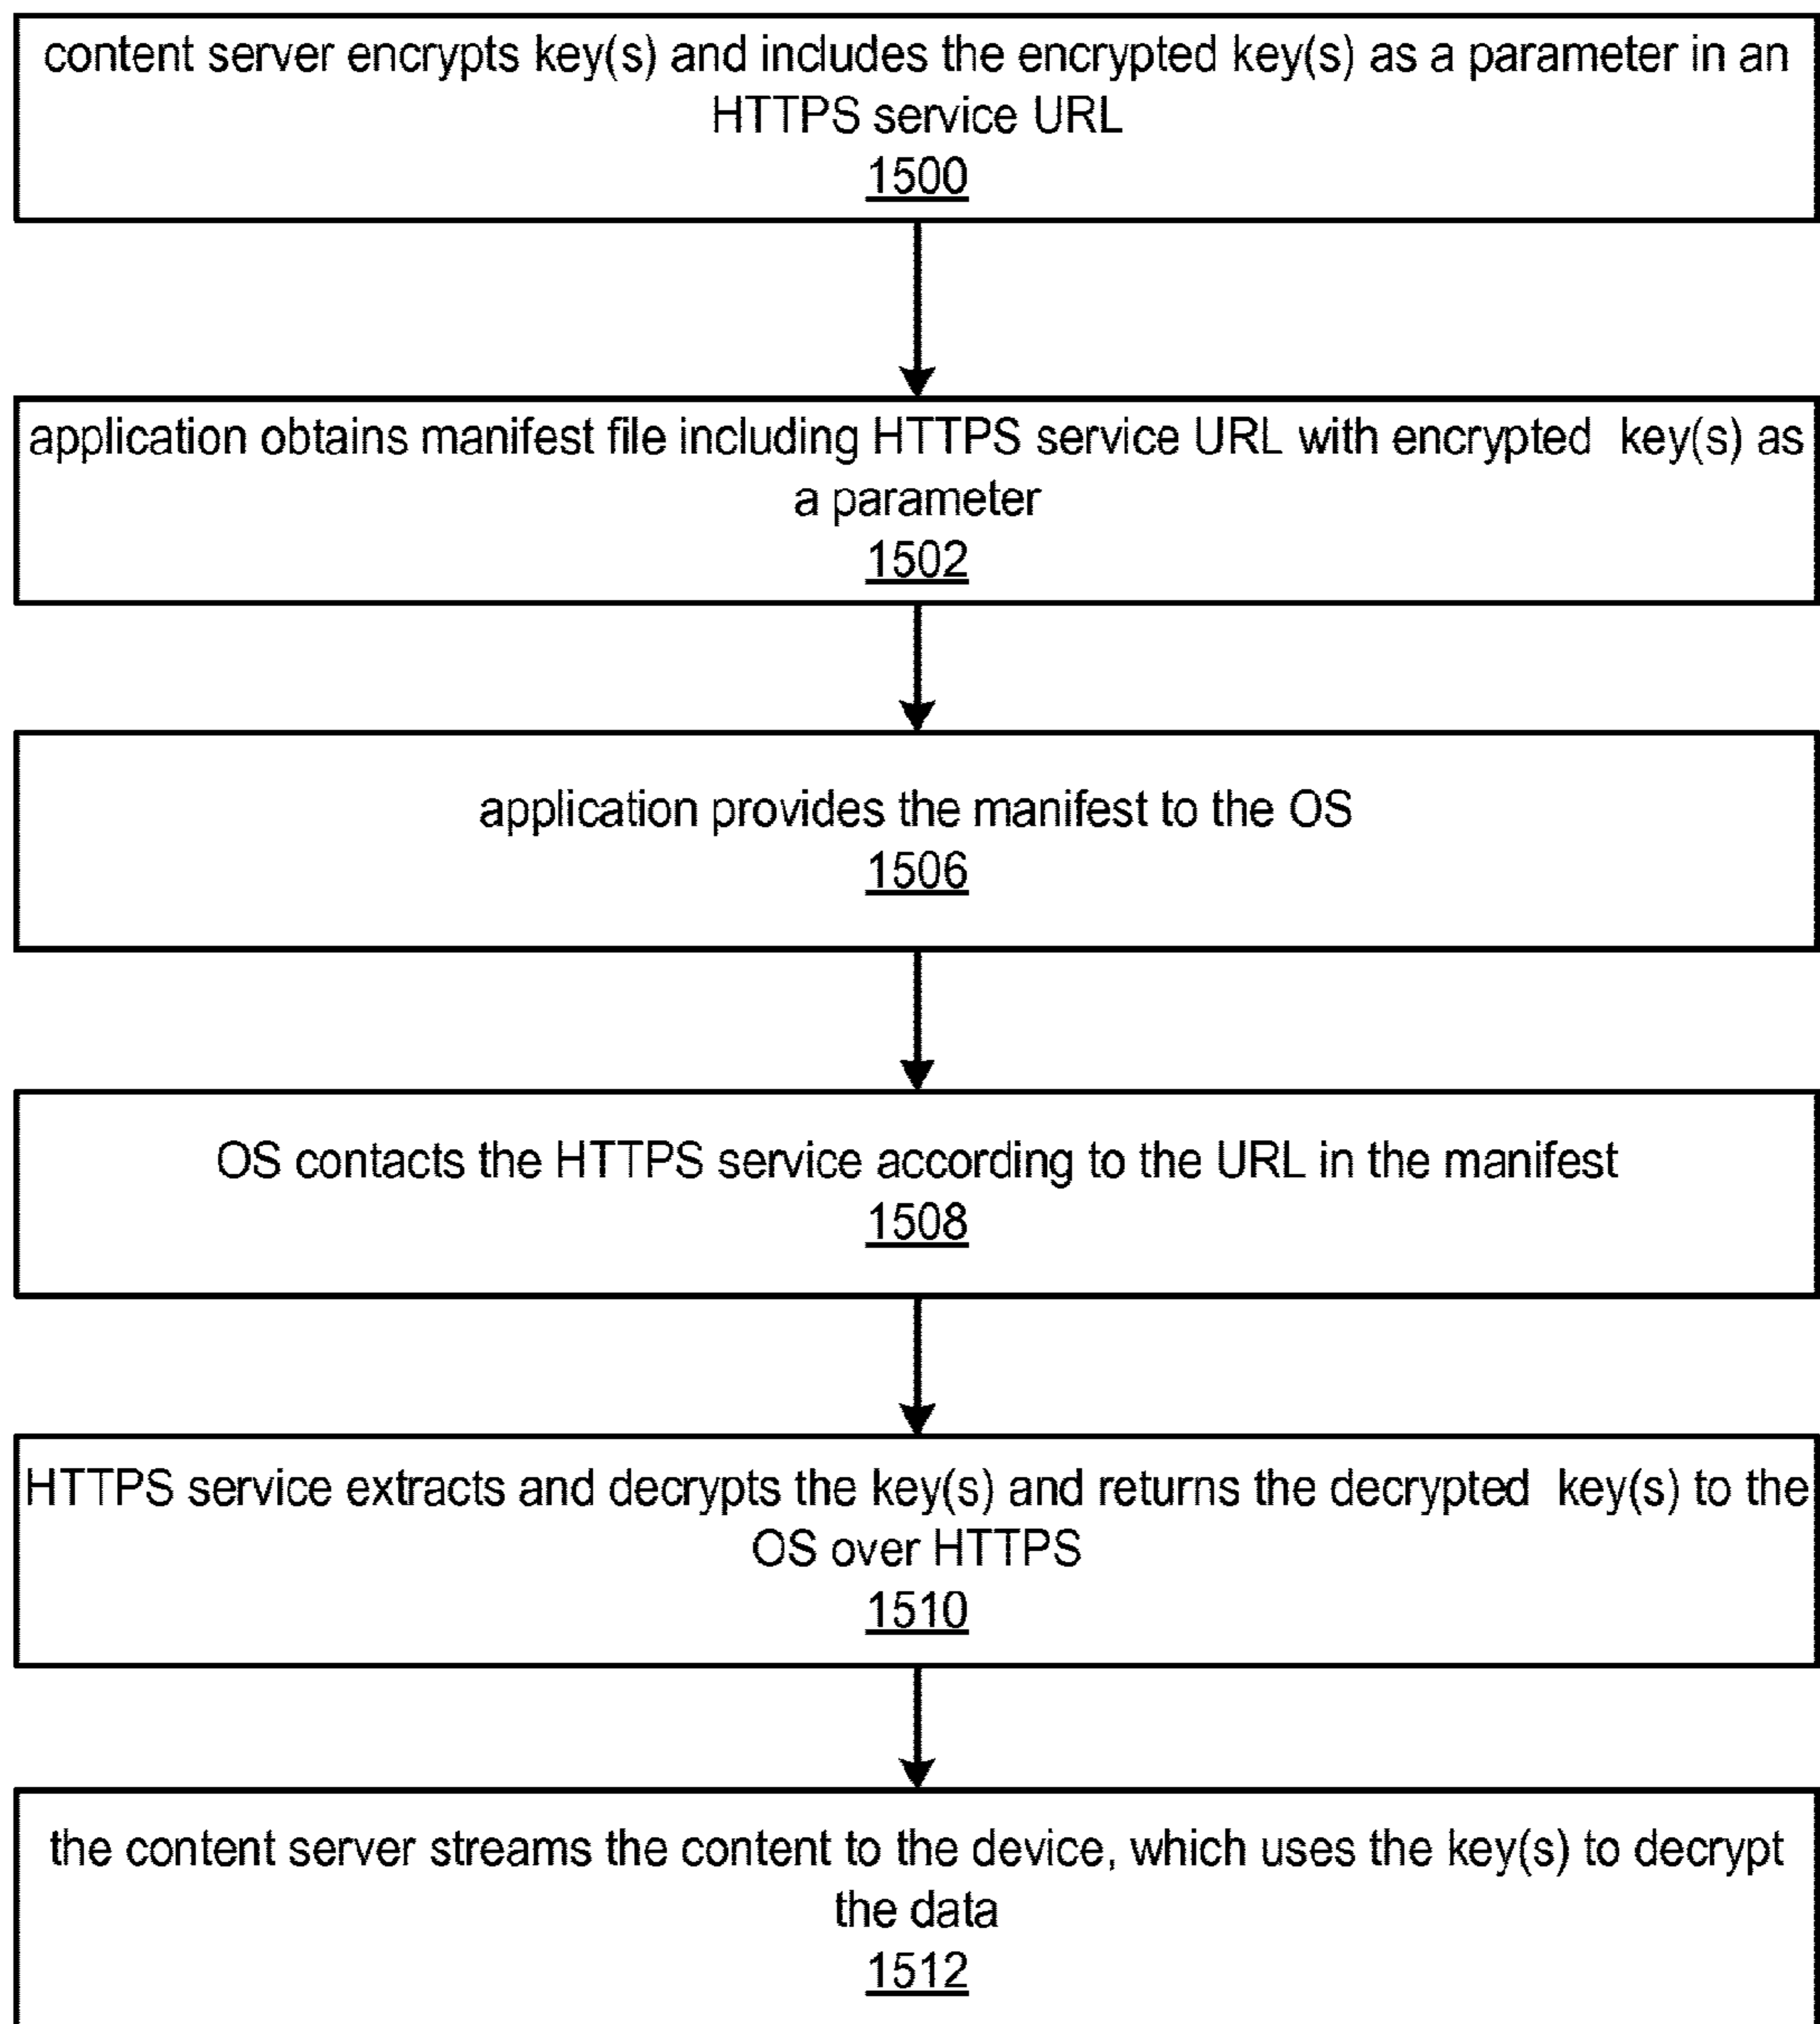 content server encrypts key(s) and includes the encrypted key(s) as a parameter in an
HTTPS service URL
1500
application obtains manifest file including HTTPS service URL with encrypted key(s) as
a parameter
1502
application provides the manifest to the OS
1506
OS contacts the HTTPS service according to the URL in the manifest
1508
HTTPS service extracts and decrypts the key(s) and returns the decrypted key(s) to the
OS over HTTPS
1510
the content server streams the content to the device, which uses the key(s) to decrypt
the data
1512